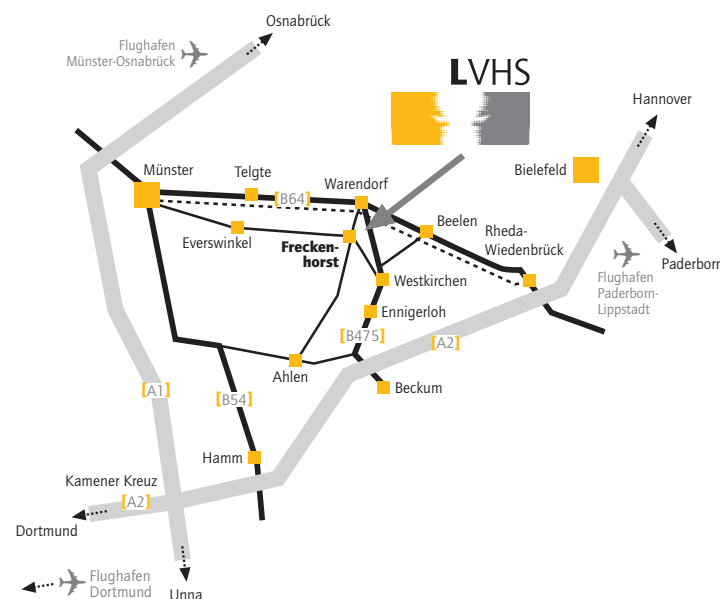 Osnabrück
Flughafen
Münster-Osnabrück
LVHS
Hannover
Münster
Telgte
Warendorf
Bielefeld
[B64]
Beelen
Rheda-
Wiedenbrück
Everswinkel
Frecken-
horst
Paderborn
Westkirchen
Flughafen
Paderborn-
Lippstadt
Ennigerloh
[B475]
[A2]
Ahlen
Beckum
[A1]
[B54]
Hamm
Kamener Kreuz
[A2]
Dortmund
Flughafen
Dortmund
Unna